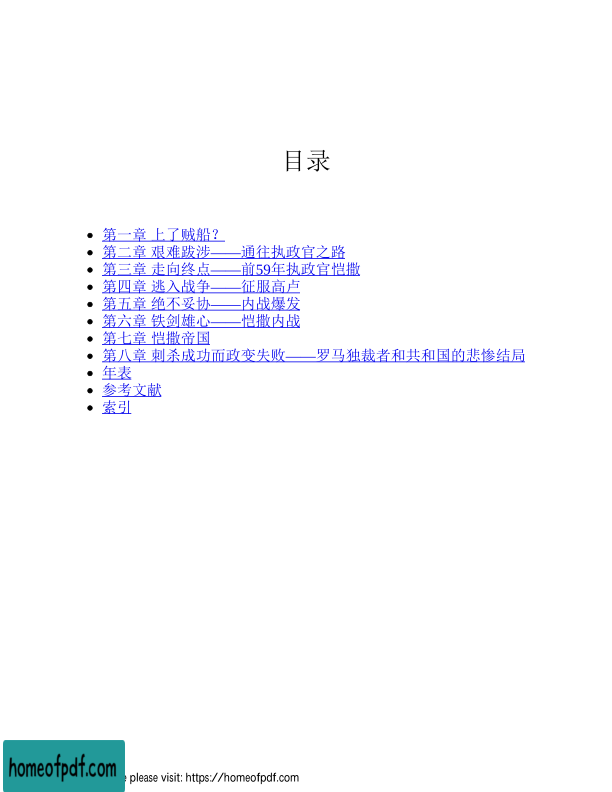 目录
第一章 上了贼船？
第二章 艰难跋涉——通往执政官之路
第三章 走向终点——前59年执政官恺撒
第四章 逃入战争——征服高卢
第五章 绝不妥协——内战爆发
第六章 铁剑雄心——恺撒内战
第七章 恺撒帝国
第八章 刺杀成功而政变失败——罗马独裁者和共和国的悲惨结局
年表
参考文献
索引
homeofpdf.com
please visit: https://homeofpdf.com